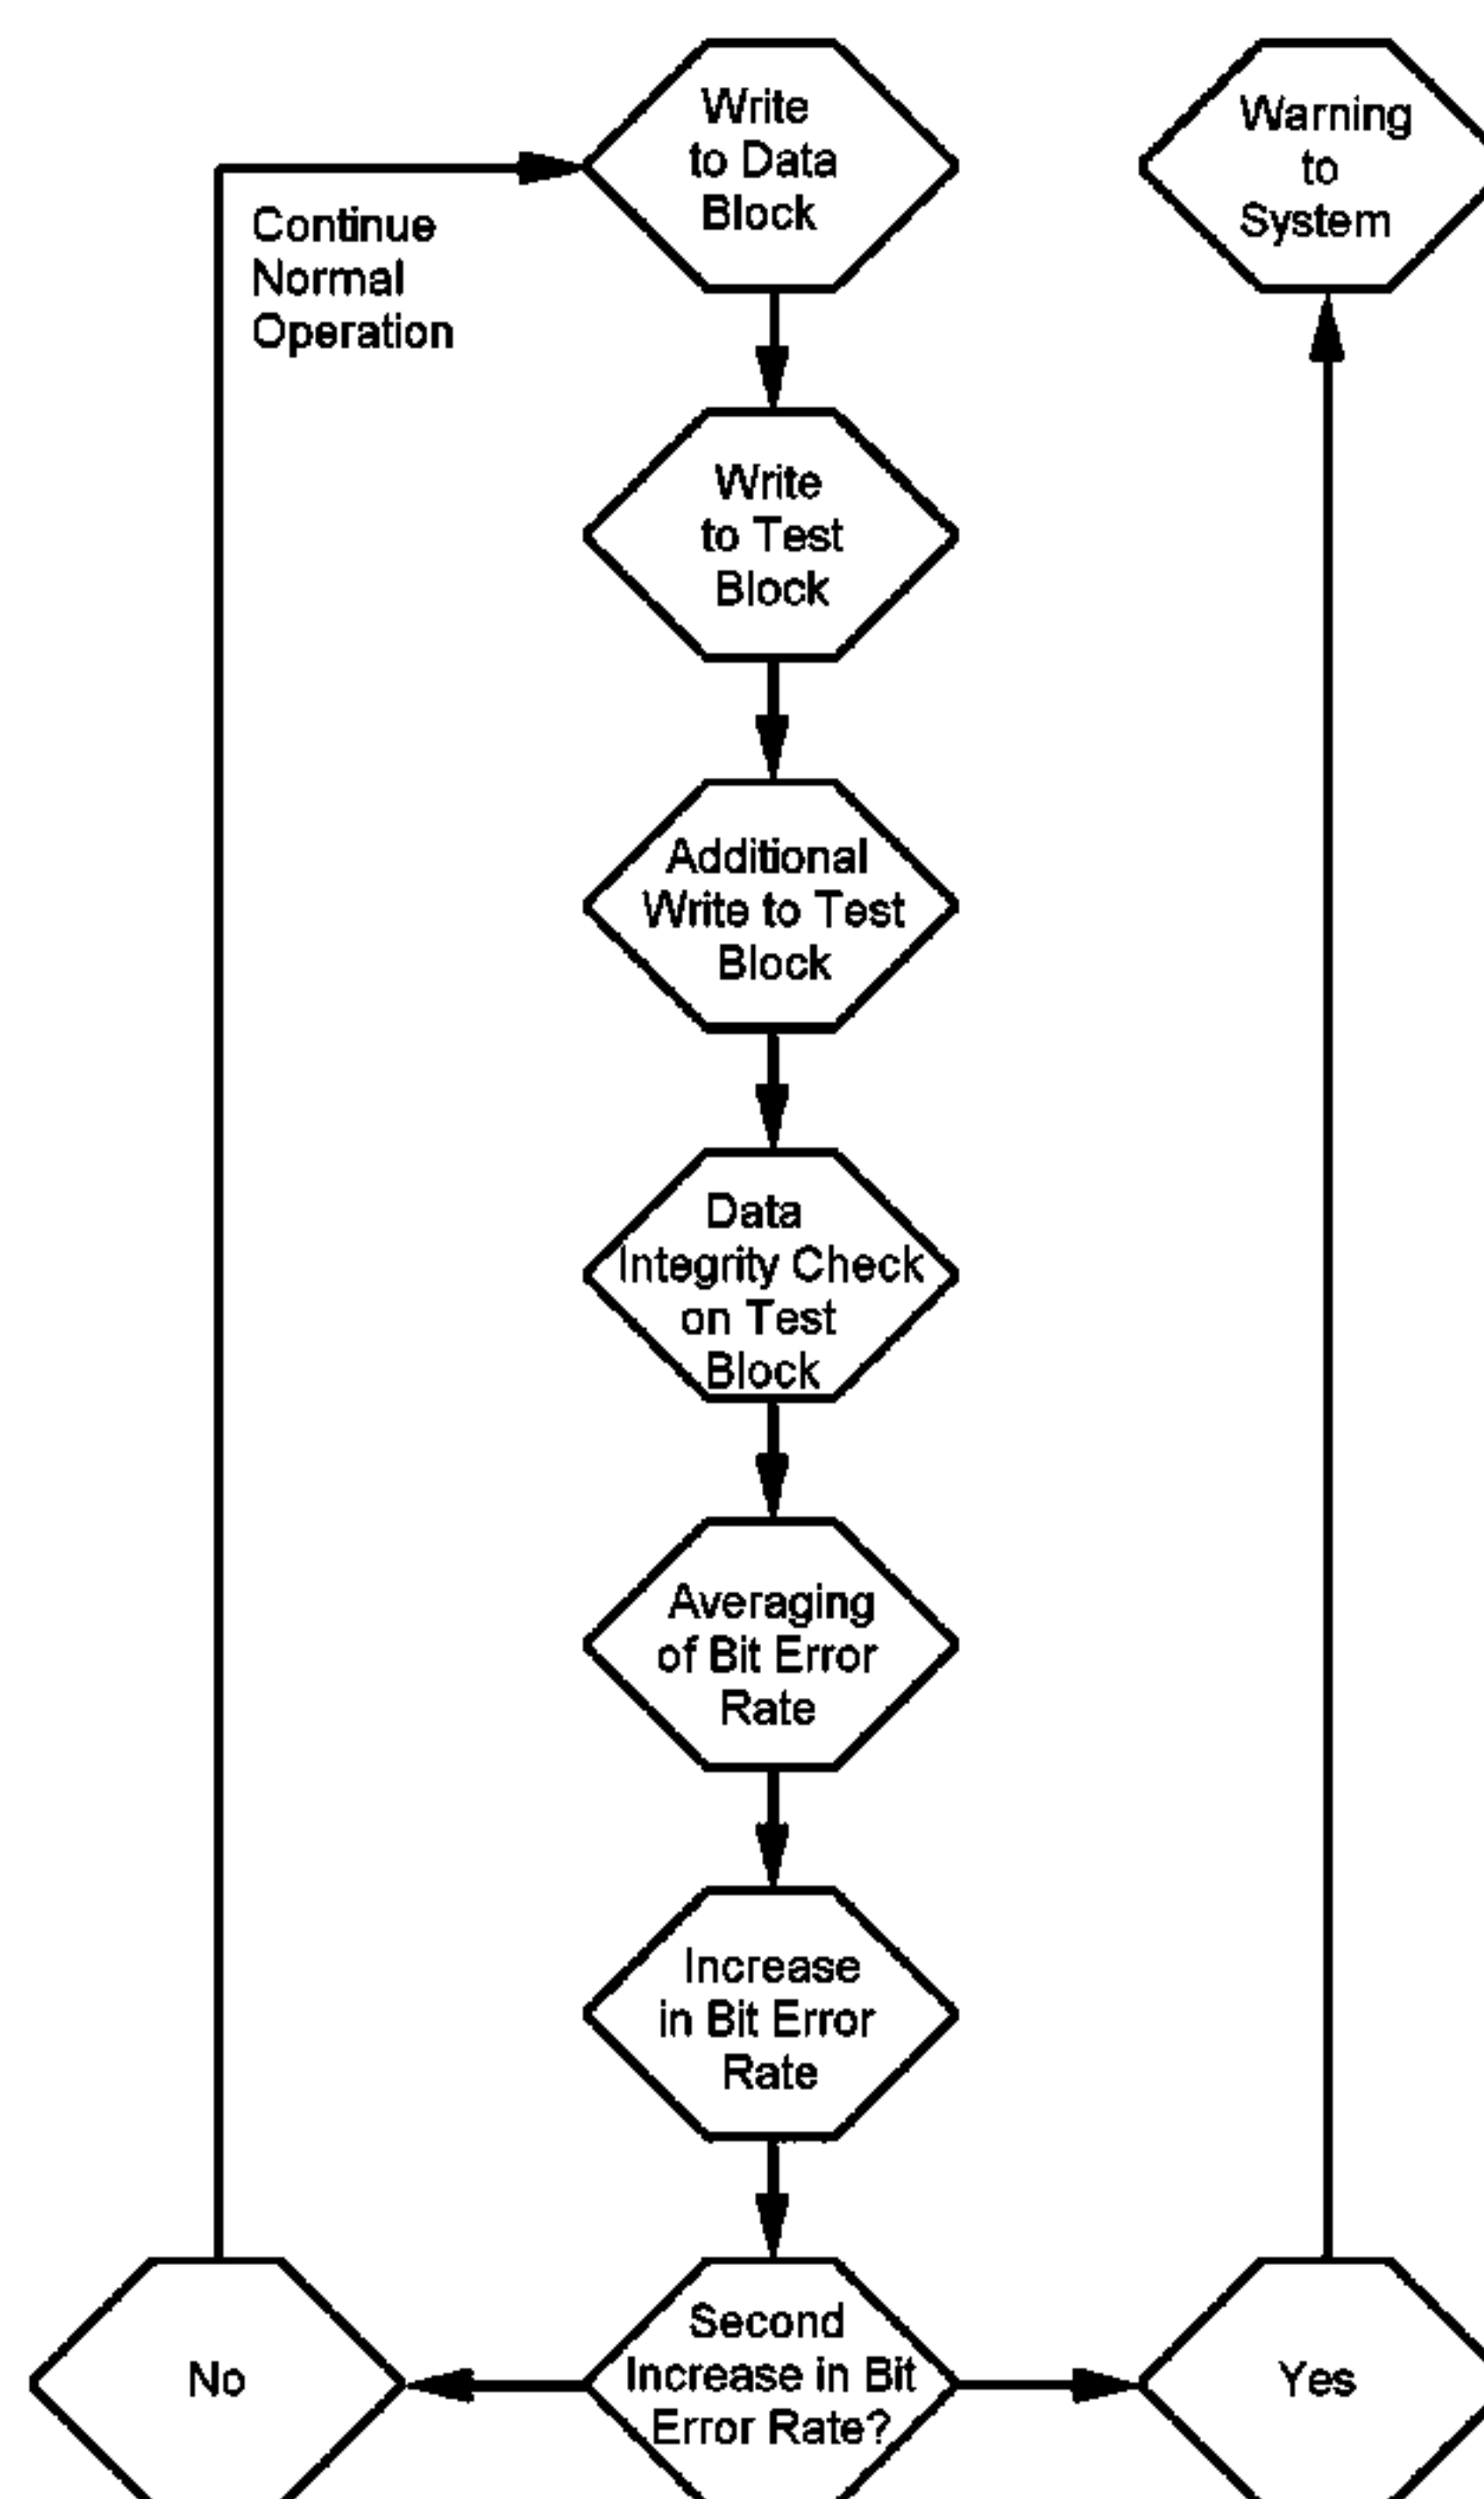 Write
to Data
Block
Warning
to
System
Continue
Normal
Operation
Write
to Test
Block
Additional
Write to Test
Block
Data
Integrity Check
on Test
Block
Averaging
of Bit Error
Rate
Increase
in Bit Error
Rate
No
Second
Increase in Bit
Error Rate?
Yes